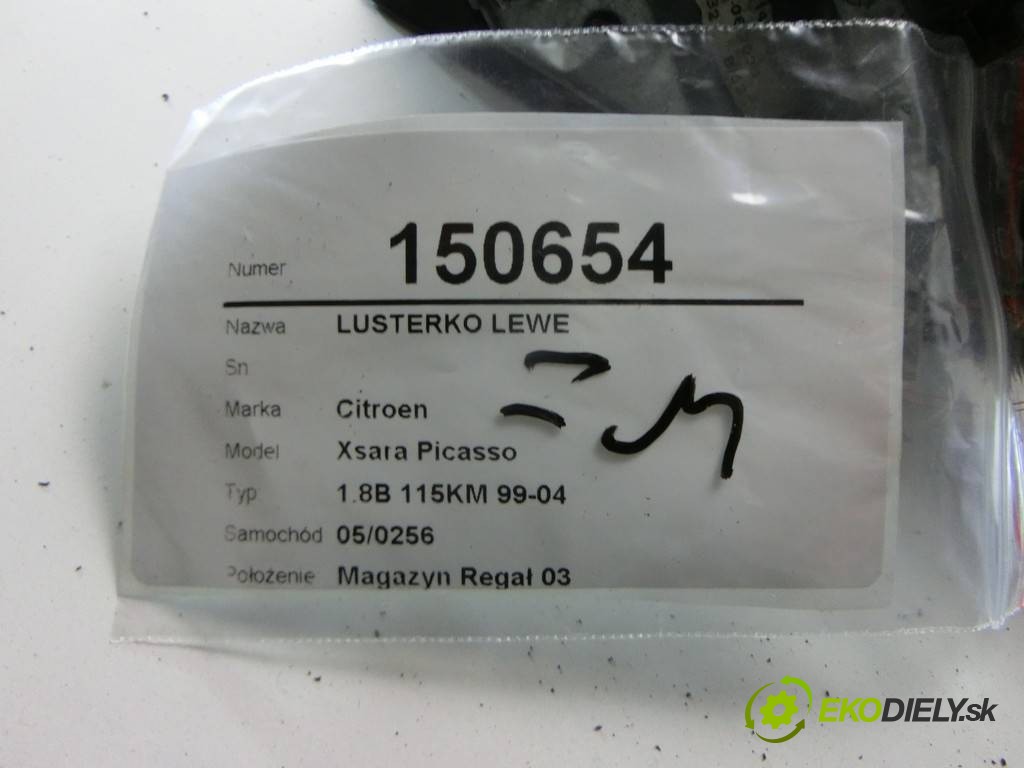 Numer 150654
Nazwa LUSTERKO LEWE
Sn
Marka Citroen
Model Xsara Picasso
Typ 1.8B 115KM 99-04
Samochód 05/0256
Położenie Magazyn Regał 03
EKODIELY.sk